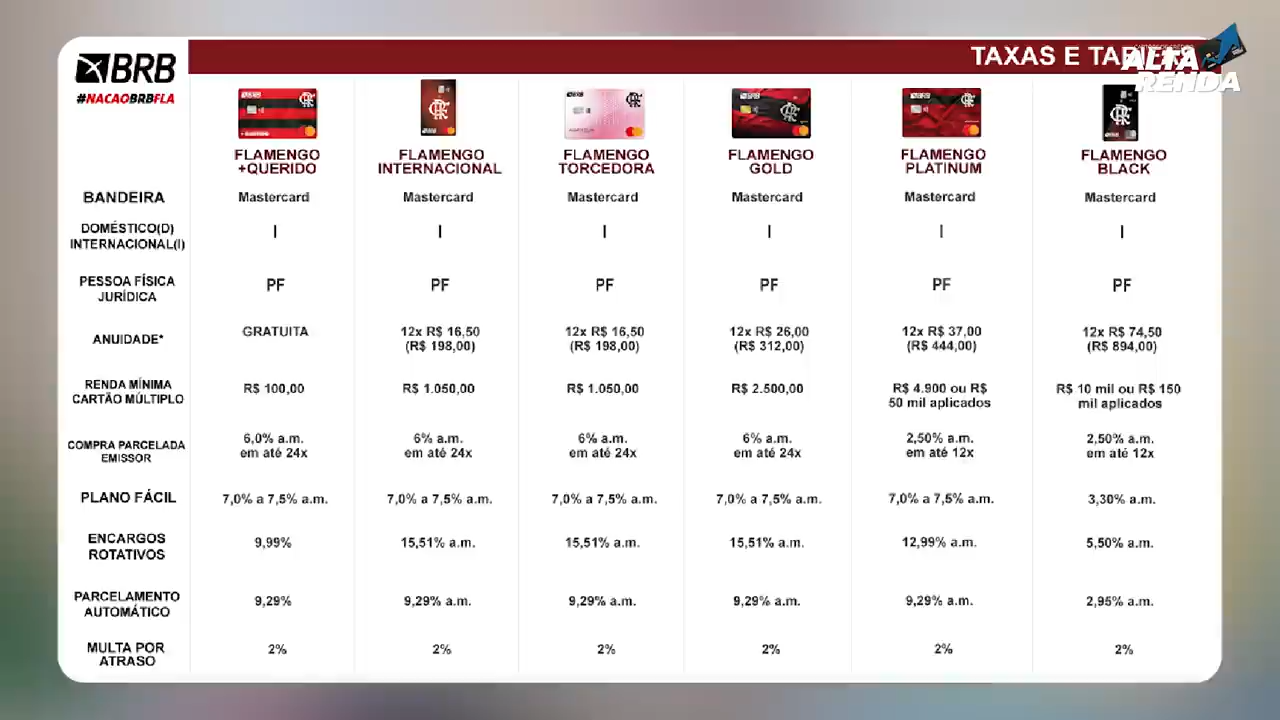 BRB
#NACAOBRBFLA
TAXAS E TARIFAS
ALTA
RENDA
FLAMENGO
+QUERIDO
FLAMENGO
INTERNACIONAL
FLAMENGO
TORCEDORA
FLAMENGO
GOLD
FLAMENGO
PLATINUM
FLAMENGO
BLACK
BANDEIRA
Mastercard
Mastercard
Mastercard
Mastercard
Mastercard
Mastercard
DOMÉSTICO(D)
INTERNACIONAL(I)
I
I
I
I
I
I
PESSOA FÍSICA
JURÍDICA
PF
PF
PF
PF
PF
PF
ANUIDADE*
GRATUITA
12x R$ 16,50
(R$ 198,00)
12x R$ 16,50
(R$ 198,00)
12x R$ 26,00
(R$ 312,00)
12x R$ 37,00
(R$ 444,00)
12x R$ 74,50
(R$ 894,00)
RENDA MÍNIMA
CARTÃO MÚLTIPLO
R$ 100,00
R$ 1.050,00
R$ 1.050,00
R$ 2.500,00
R$ 4.900 ou R$
50 mil aplicados
R$ 10 mil ou R$ 150
mil aplicados
COMPRA PARCELADA
EMISSOR
6,0% a.m.
em até 24x
6% a.m.
em até 24x
6% a.m.
em até 24x
6% a.m.
em até 24x
2,50% a.m.
em até 12x
2,50% a.m.
em até 12x
PLANO FÁCIL
7,0% a 7,5% a.m.
7,0% a 7,5% a.m.
7,0% a 7,5% a.m.
7,0% a 7,5% a.m.
7,0% a 7,5% a.m.
3,30% a.m.
ENCARGOS
ROTATIVOS
9,99%
15,51% a.m.
15,51% a.m.
15,51% a.m.
12,99% a.m.
5,50% a.m.
PARCELAMENTO
AUTOMÁTICO
9,29%
9,29% a.m.
9,29% a.m.
9,29% a.m.
9,29% a.m.
2,95% a.m.
MULTA POR
ATRASO
2%
2%
2%
2%
2%
2%